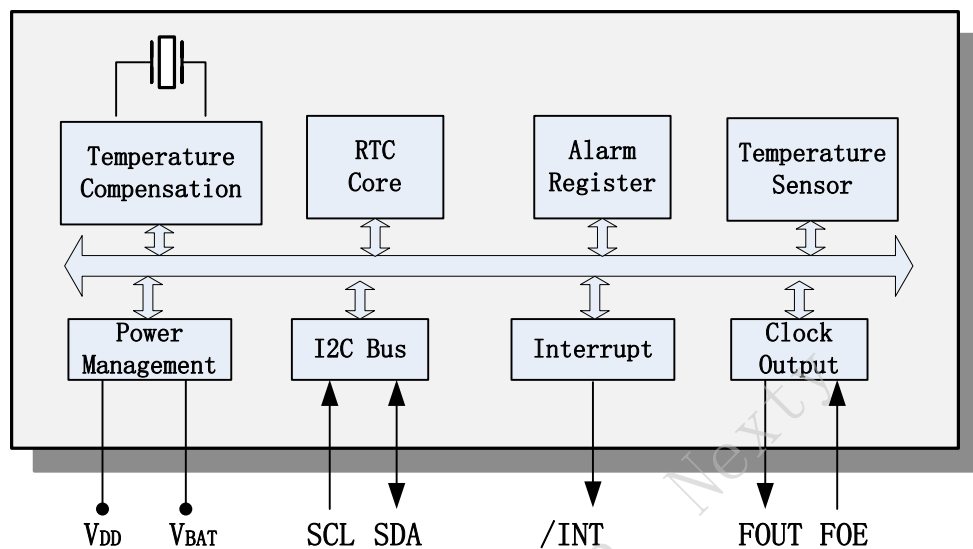 Temperature
Compensation
RTC
Core
Alarm
Register
Temperature
Sensor
Power
Management
I2C Bus
Interrupt
Clock
Output
VDD
VBAT
SCL
SDA
/INT
FOUT
FOE
Nexty